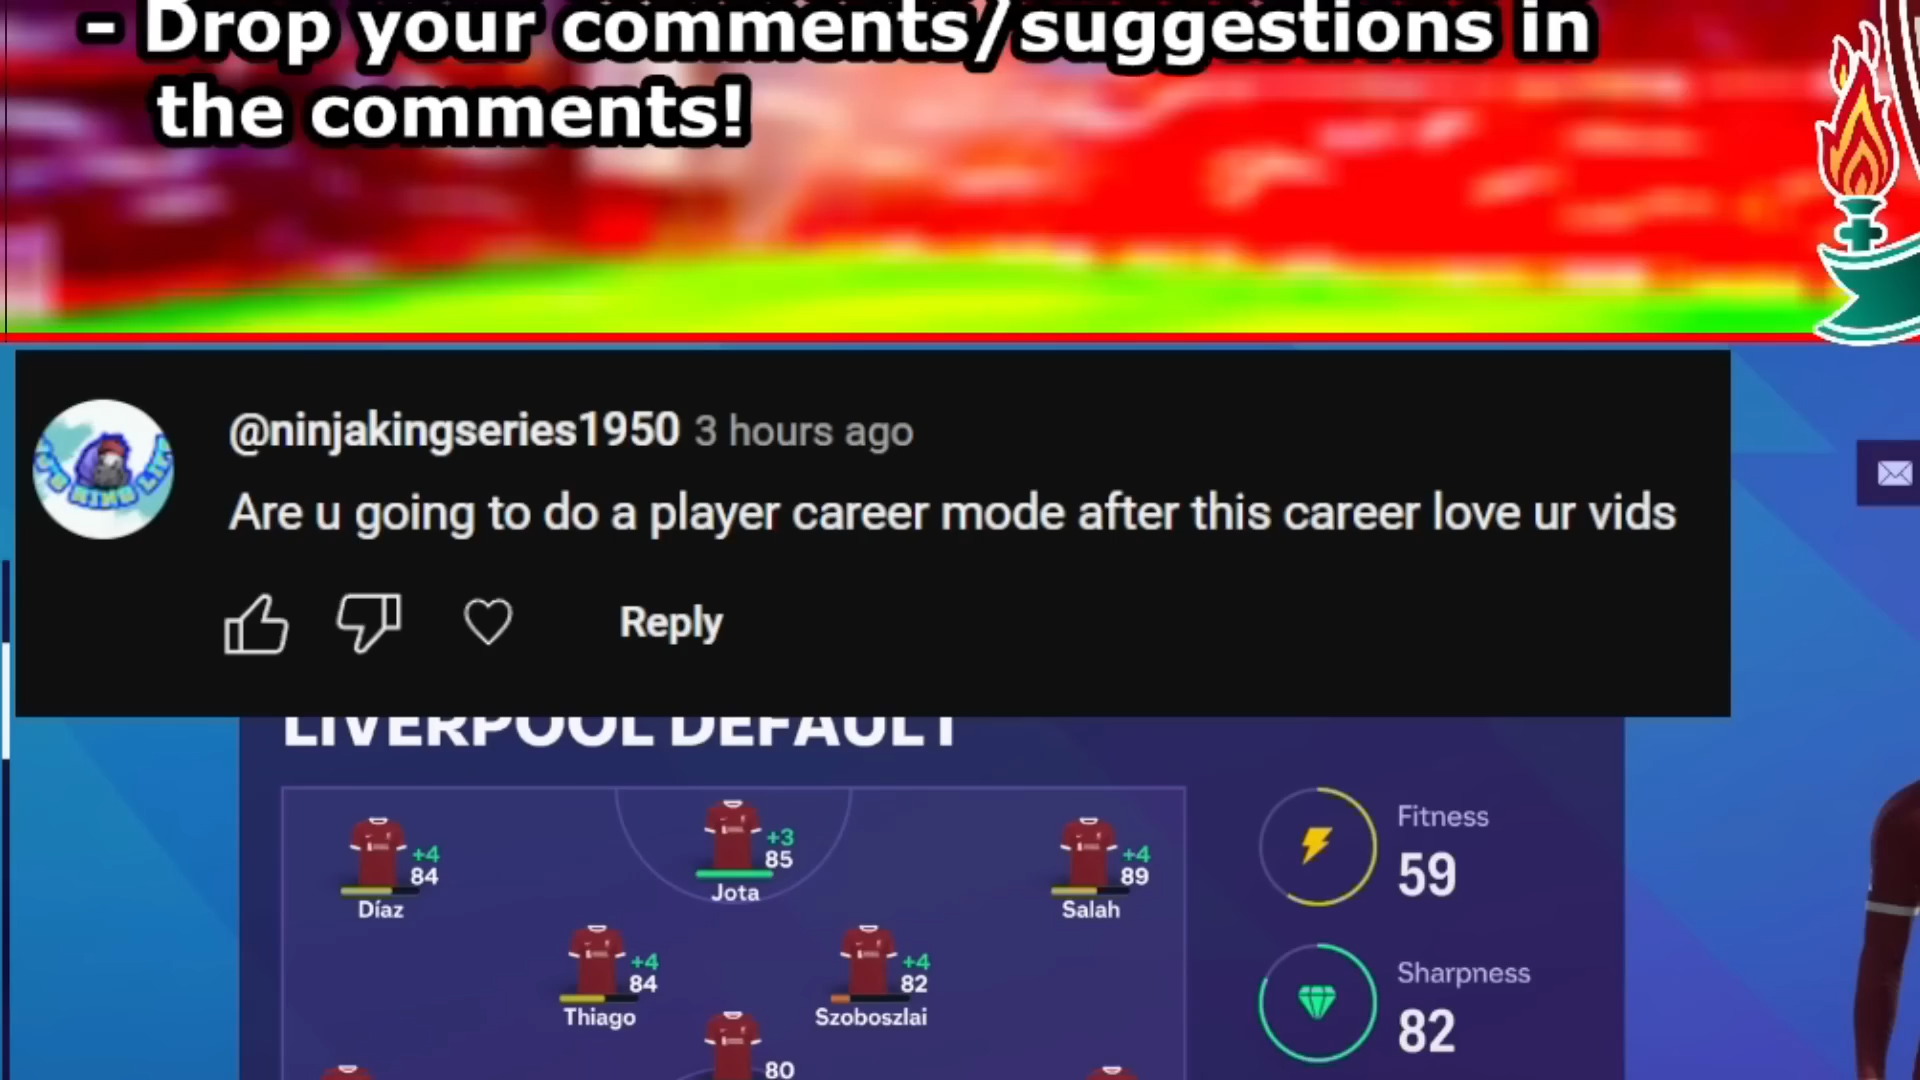 - Drop your comments/suggestions in
the comments!
@ninjakingseries1950 3 hours ago
Are u going to do a player career mode after this career love ur vids
Reply
LIVERPOOL DEFAULT
+3
85
Jota
+4
84
Díaz
+4
89
Salah
Fitness
59
+4
84
Thiago
+4
82
Szoboszlai
Sharpness
82
80